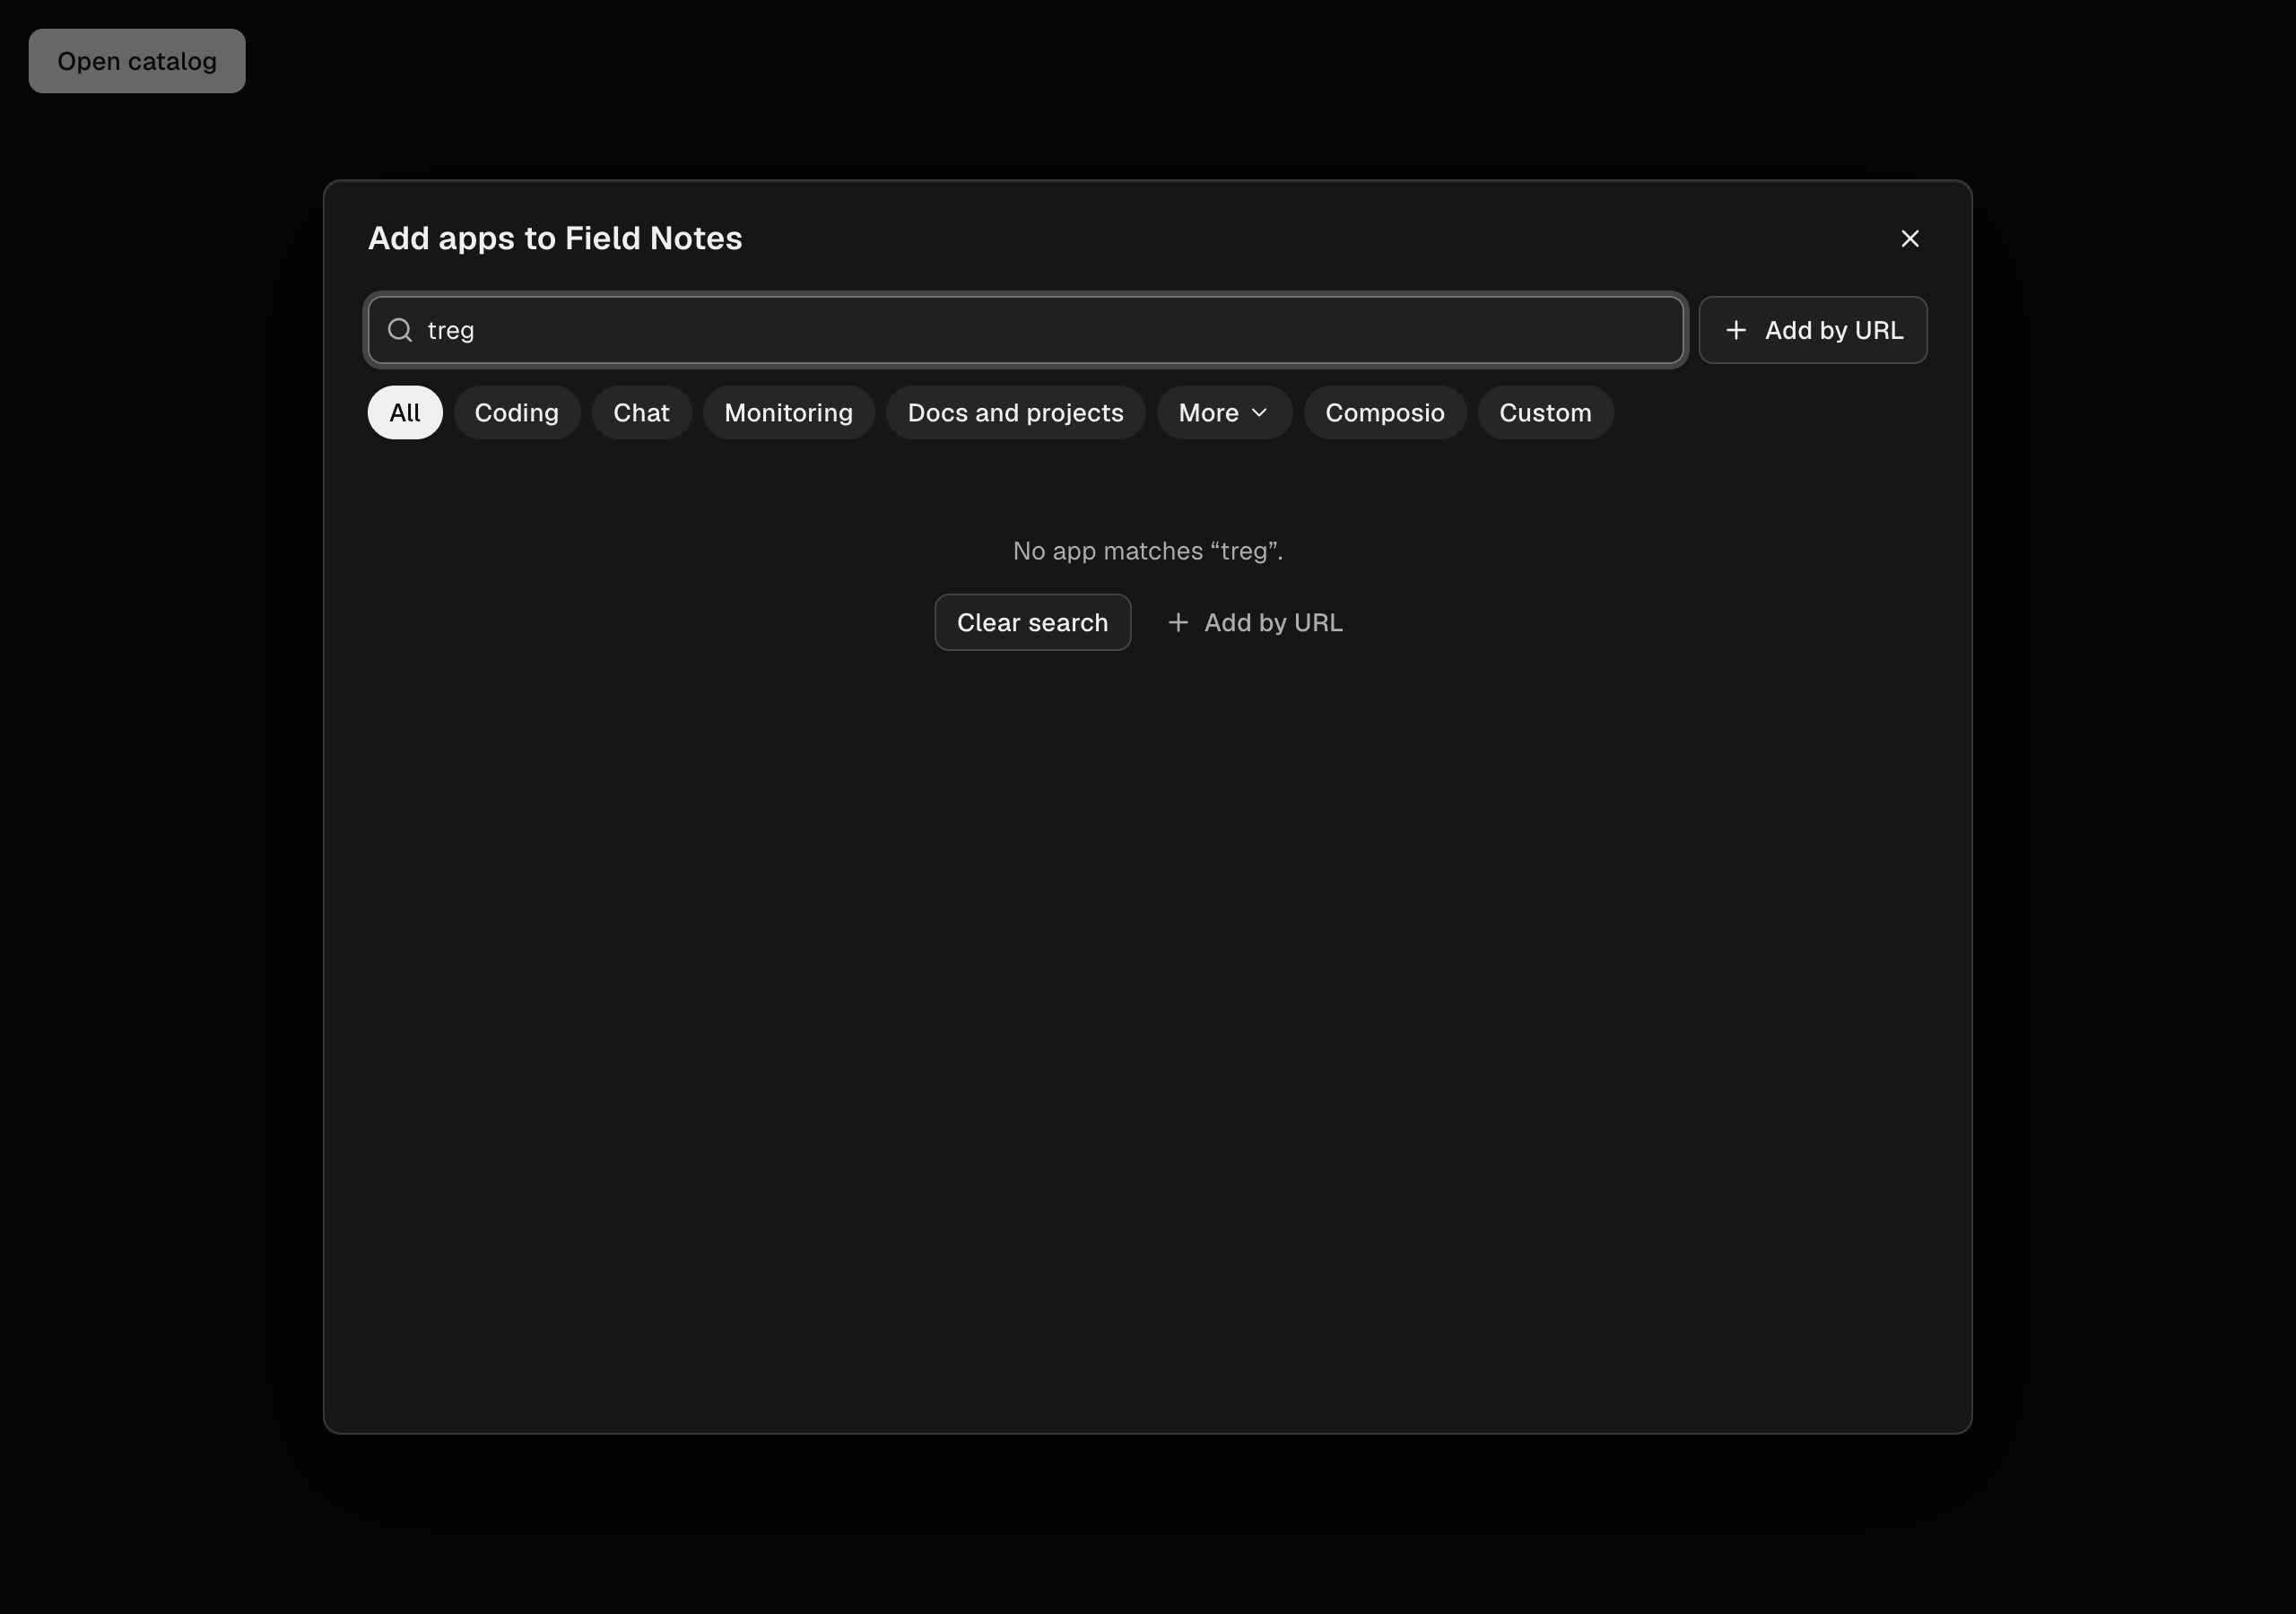 Open catalog
Add apps to Field Notes
treg
Add by URL
All Coding Chat Monitoring Docs and projects More Composio Custom
No app matches “treg”.
Clear search Add by URL